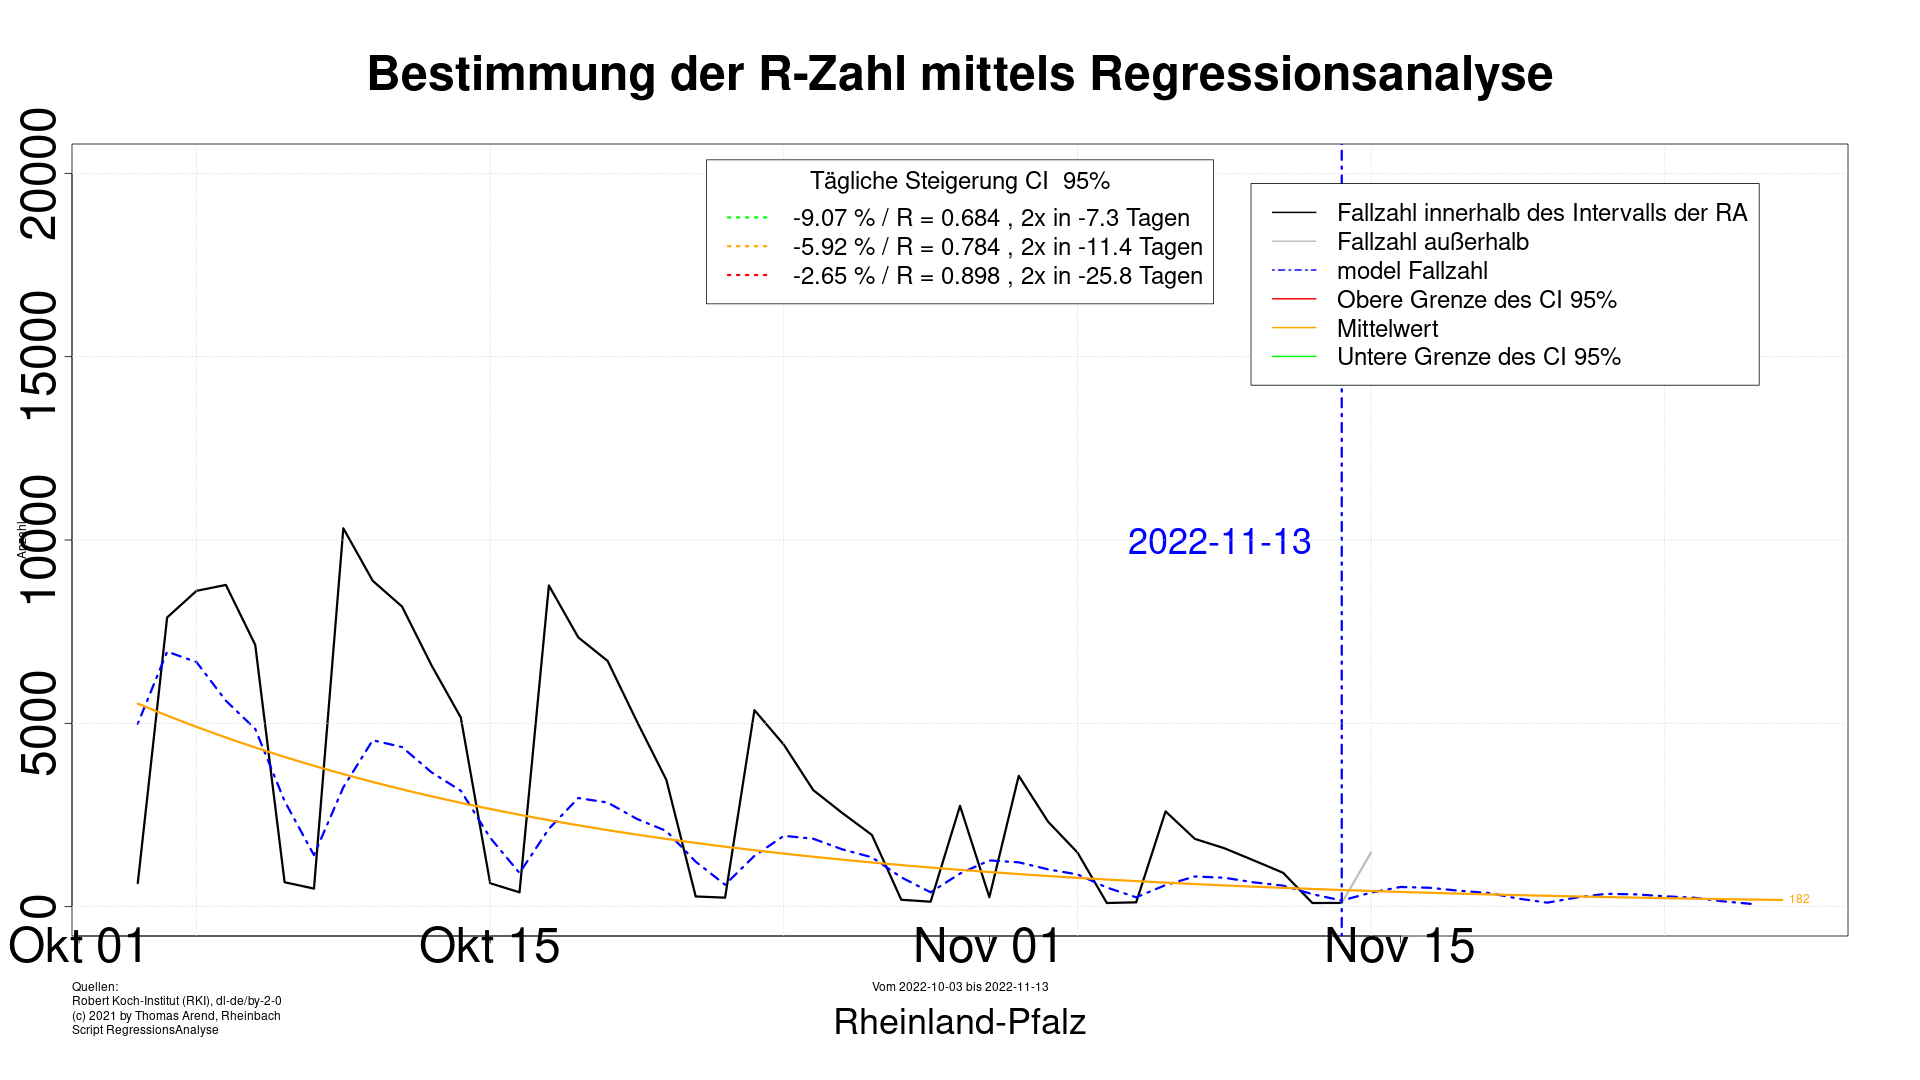 Bestimmung der R-Zahl mittels Regressionsanalyse
20000
15000
10000
5000
0
Anzahl
Tägliche Steigerung CI  95%
-9.07 % / R = 0.684 , 2x in -7.3 Tagen
-5.92 % / R = 0.784 , 2x in -11.4 Tagen
-2.65 % / R = 0.898 , 2x in -25.8 Tagen
Fallzahl innerhalb des Intervalls der RA
Fallzahl außerhalb
model Fallzahl
Obere Grenze des CI 95%
Mittelwert
Untere Grenze des CI 95%
2022-11-13
182
Okt 01 Okt 15 Nov 01 Nov 15
Quellen:
Robert Koch-Institut (RKI), dl-de/by-2-0
(c) 2021 by Thomas Arend, Rheinbach
Script RegressionsAnalyse
Vom 2022-10-03 bis 2022-11-13
Rheinland-Pfalz